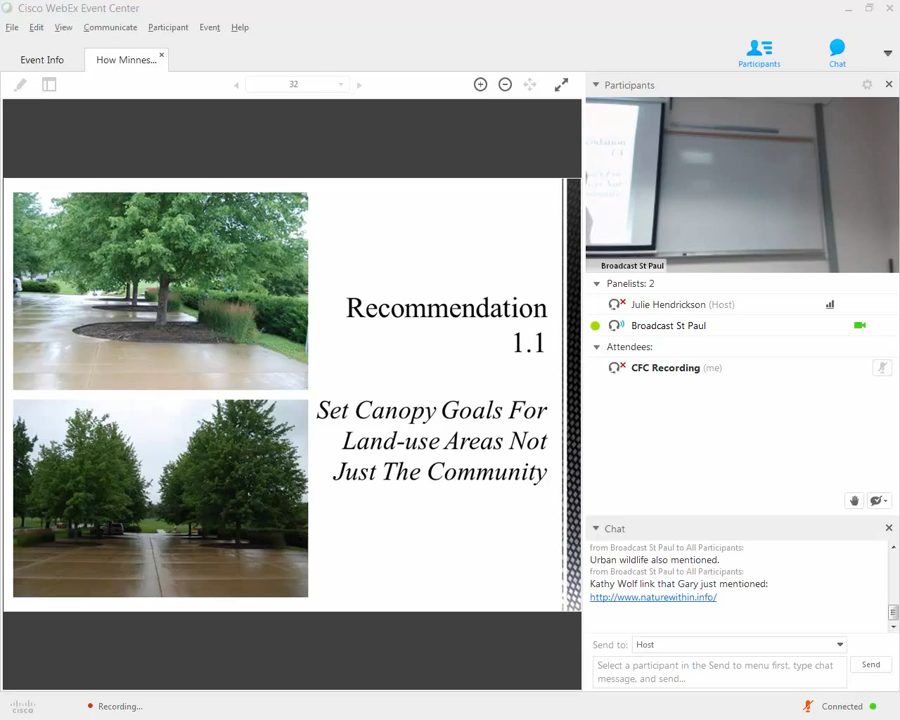 Cisco WebEx Event Center
File Edit View Communicate Participant Event Help
Event Info
How Minnes...
Participants
Chat
32
Recommendation
1.1
Set Canopy Goals For
Land-use Areas Not
Just The Community
Participants
1.1
Broadcast St Paul
Panelists: 2
Julie Hendrickson (Host)
Broadcast St Paul
Attendees:
CFC Recording (me)
Chat
from Broadcast St Paul to All Participants:
Urban wildlife also mentioned.
from Broadcast St Paul to All Participants:
Kathy Wolf link that Gary just mentioned:
http://www.naturewithin.info/
Send to: Host
Select a participant in the Send to menu first, type chat
message, and send...
Send
cisco
Recording...
Connected